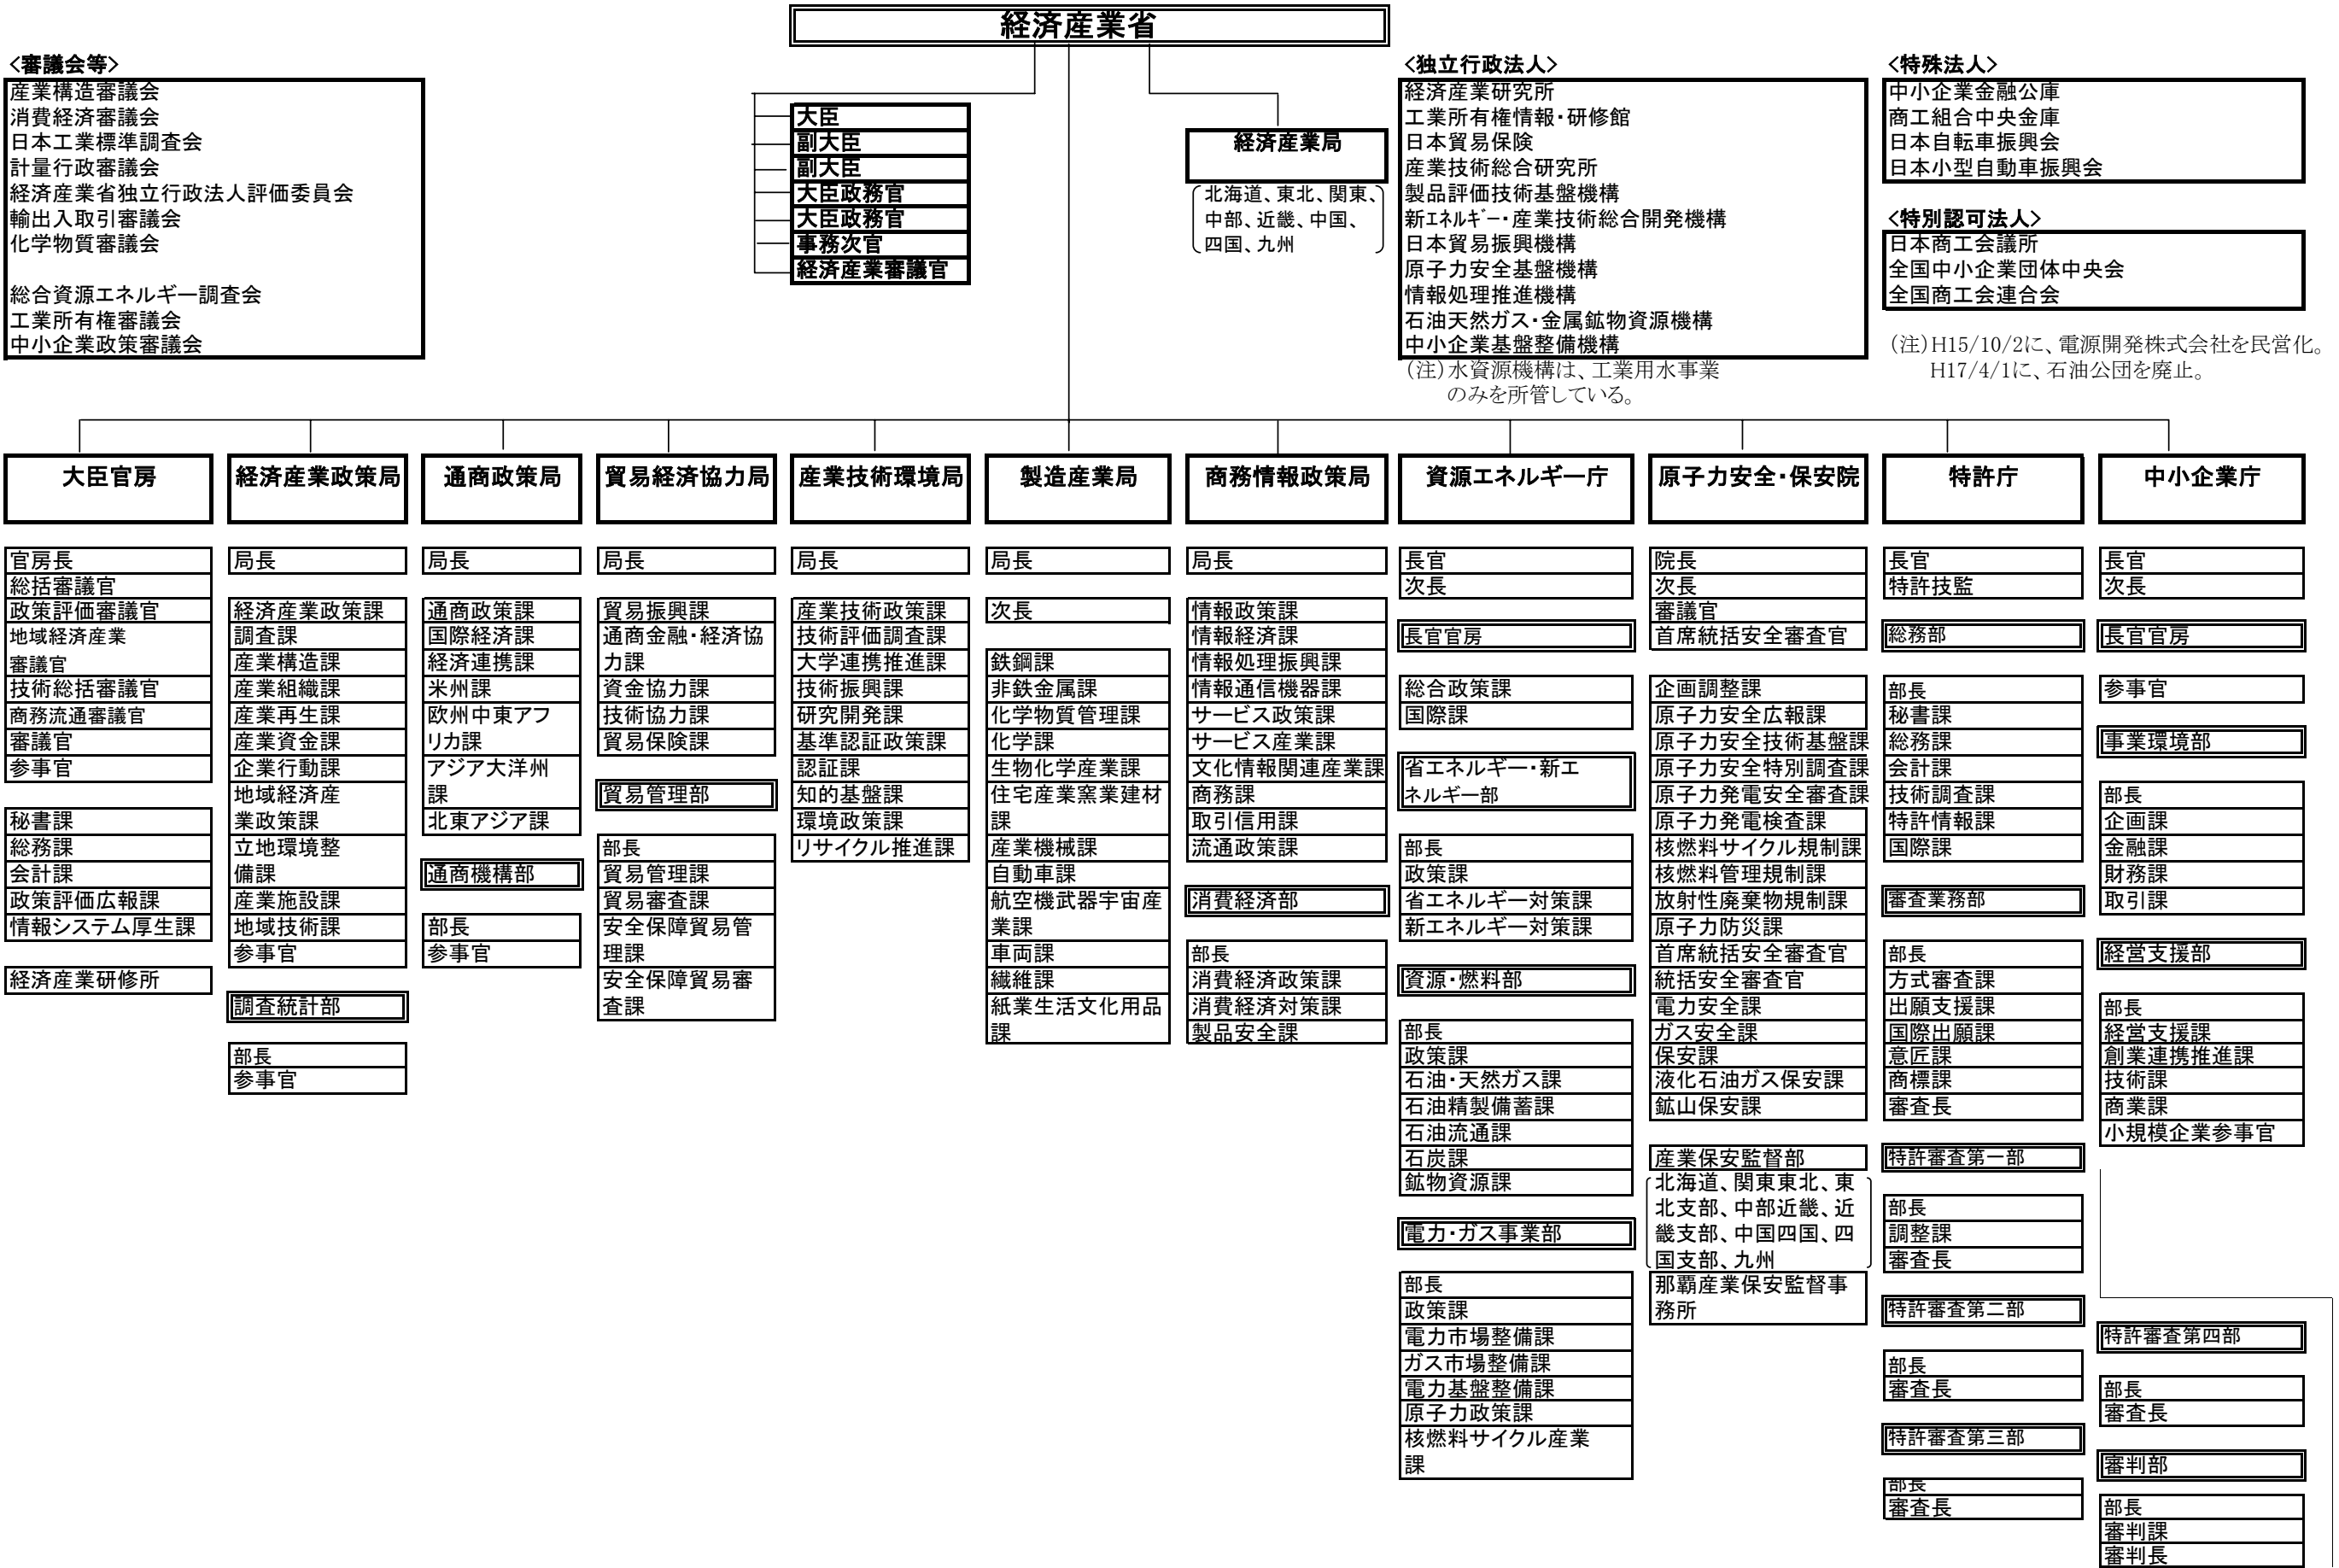 経済産業省
<審議会等>
産業構造審議会
消費経済審議会
日本工業標準調査会
計量行政審議会
経済産業省独立行政法人評価委員会
輸出入取引審議会
化学物質審議会
総合資源エネルギー調査会
工業所有権審議会
中小企業政策審議会
大臣
副大臣
副大臣
大臣政務官
大臣政務官
事務次官
経済産業審議官
経済産業局
北海道、東北、関東、
中部、近畿、中国、
四国、九州
<独立行政法人>
経済産業研究所
工業所有権情報・研修館
日本貿易保険
産業技術総合研究所
製品評価技術基盤機構
新ｴﾈﾙｷﾞｰ・産業技術総合開発機構
日本貿易振興機構
原子力安全基盤機構
情報処理推進機構
石油天然ガス・金属鉱物資源機構
中小企業基盤整備機構
(注)水資源機構は、工業用水事業
のみを所管している。
<特殊法人>
中小企業金融公庫
商工組合中央金庫
日本自転車振興会
日本小型自動車振興会
<特別認可法人>
日本商工会議所
全国中小企業団体中央会
全国商工会連合会
(注)H15/10/2に、電源開発株式会社を民営化。
H17/4/1に、石油公団を廃止。
大臣官房
官房長
総括審議官
政策評価審議官
地域経済産業
審議官
技術総括審議官
商務流通審議官
審議官
参事官
秘書課
総務課
会計課
政策評価広報課
情報システム厚生課
経済産業研修所
経済産業政策局
局長
経済産業政策課
調査課
産業構造課
産業組織課
産業再生課
産業資金課
企業行動課
地域経済産
業政策課
立地環境整
備課
産業施設課
地域技術課
参事官
調査統計部
部長
参事官
通商政策局
局長
通商政策課
国際経済課
経済連携課
米州課
欧州中東アフ
リカ課
アジア大洋州
課
北東アジア課
通商機構部
部長
参事官
貿易経済協力局
局長
貿易振興課
通商金融・経済協
力課
資金協力課
技術協力課
貿易保険課
貿易管理部
部長
貿易管理課
貿易審査課
安全保障貿易管
理課
安全保障貿易審
査課
産業技術環境局
局長
産業技術政策課
技術評価調査課
大学連携推進課
技術振興課
研究開発課
基準認証政策課
認証課
知的基盤課
環境政策課
リサイクル推進課
製造産業局
局長
次長
鉄鋼課
非鉄金属課
化学物質管理課
化学課
生物化学産業課
住宅産業窯業建材
課
産業機械課
自動車課
航空機武器宇宙産
業課
車両課
繊維課
紙業生活文化用品
課
商務情報政策局
局長
情報政策課
情報経済課
情報処理振興課
情報通信機器課
サービス政策課
サービス産業課
文化情報関連産業課
商務課
取引信用課
流通政策課
消費経済部
部長
消費経済政策課
消費経済対策課
製品安全課
資源エネルギー庁
長官
次長
長官官房
総合政策課
国際課
省エネルギー・新エ
ネルギー部
部長
政策課
省エネルギー対策課
新エネルギー対策課
資源・燃料部
部長
政策課
石油・天然ガス課
石油精製備蓄課
石油流通課
石炭課
鉱物資源課
電力・ガス事業部
部長
政策課
電力市場整備課
ガス市場整備課
電力基盤整備課
原子力政策課
核燃料サイクル産業
課
原子力安全・保安院
院長
次長
審議官
首席統括安全審査官
企画調整課
原子力安全広報課
原子力安全技術基盤課
原子力安全特別調査課
原子力発電安全審査課
原子力発電検査課
核燃料サイクル規制課
核燃料管理規制課
放射性廃棄物規制課
原子力防災課
首席統括安全審査官
統括安全審査官
電力安全課
ガス安全課
保安課
液化石油ガス保安課
鉱山保安課
産業保安監督部
北海道、関東東北、東
北支部、中部近畿、近
畿支部、中国四国、四
国支部、九州
那覇産業保安監督事
務所
特許庁
長官
特許技監
総務部
部長
秘書課
総務課
会計課
技術調査課
特許情報課
国際課
審査業務部
部長
方式審査課
出願支援課
国際出願課
意匠課
商標課
審査長
特許審査第一部
部長
調整課
審査長
特許審査第二部
部長
審査長
特許審査第三部
部長
審査長
中小企業庁
長官
次長
長官官房
参事官
事業環境部
部長
企画課
金融課
財務課
取引課
経営支援部
部長
経営支援課
創業連携推進課
技術課
商業課
小規模企業参事官
特許審査第四部
部長
審査長
審判部
部長
審判課
審判長